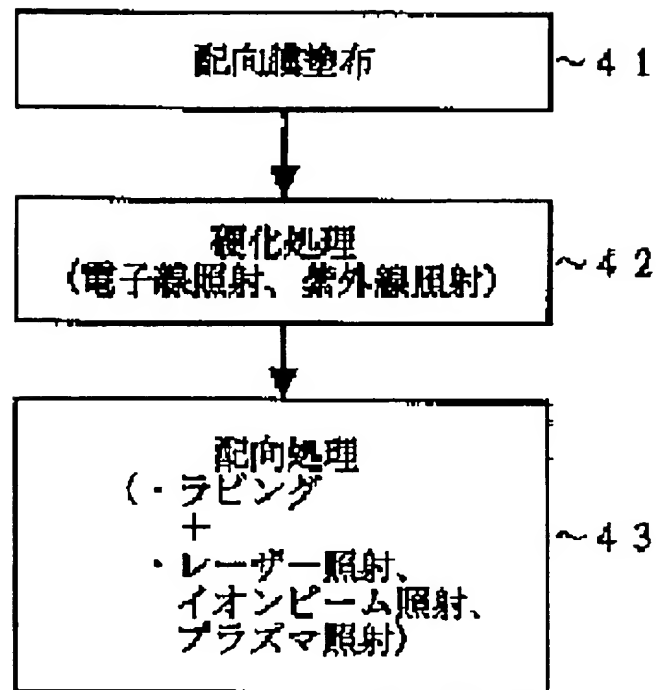 配向膜塗布 ～41
硬化処理
(電子線照射、紫外線照射) ～42
配向処理
(・ラビング
+
・レーザー照射、
イオンビーム照射、
プラズマ照射) ～43